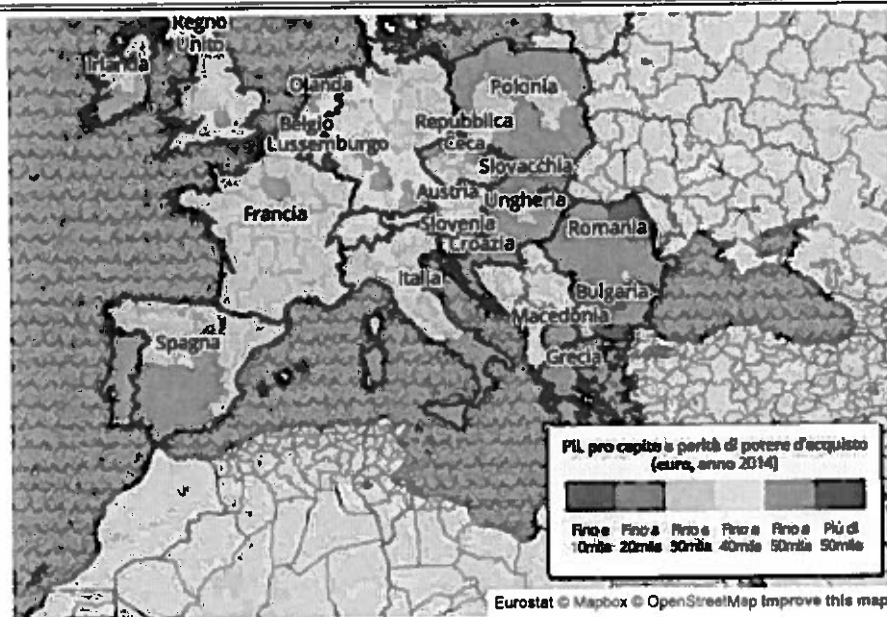 Regno
Unito
Irlanda
Olanda
Polonia
Belgio
Repubblica
Lussemburgo
Ceca
Slovacchia
Austria
Ungheria
Francia
Slovenia
Romania
Croazia
Italia
Bulgaria
Macedonia
Spagna
Grecia
PIL pro capite a parità di potere d'acquisto
(euro, anno 2014)
Fino a Fino a Fino a Fino a Fino a Più di
10mila 20mila 30mila 40mila 50mila 50mila
Eurostat © Mapbox © OpenStreetMap Improve this map